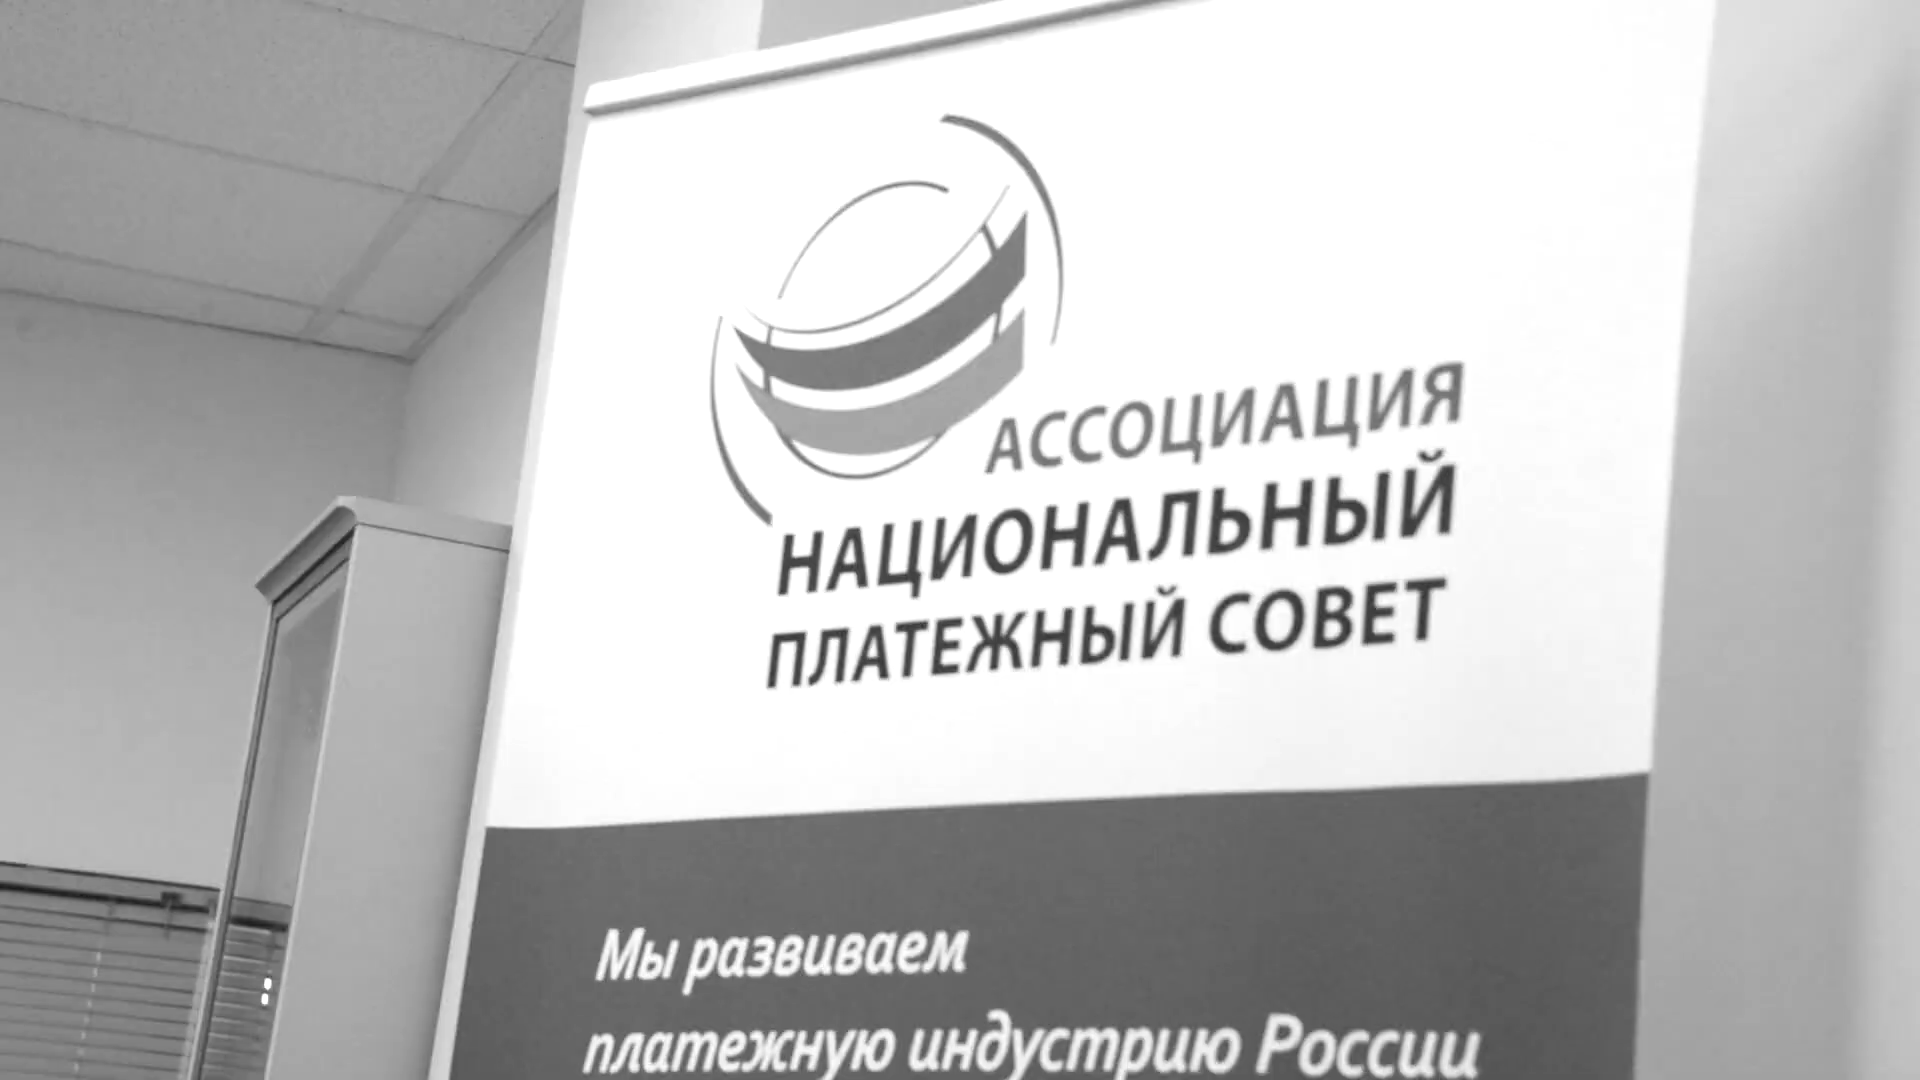 АССОЦИАЦИЯ
НАЦИОНАЛЬНЫЙ
ПЛАТЕЖНЫЙ СОВЕТ
Мы развиваем
платежную индустрию России